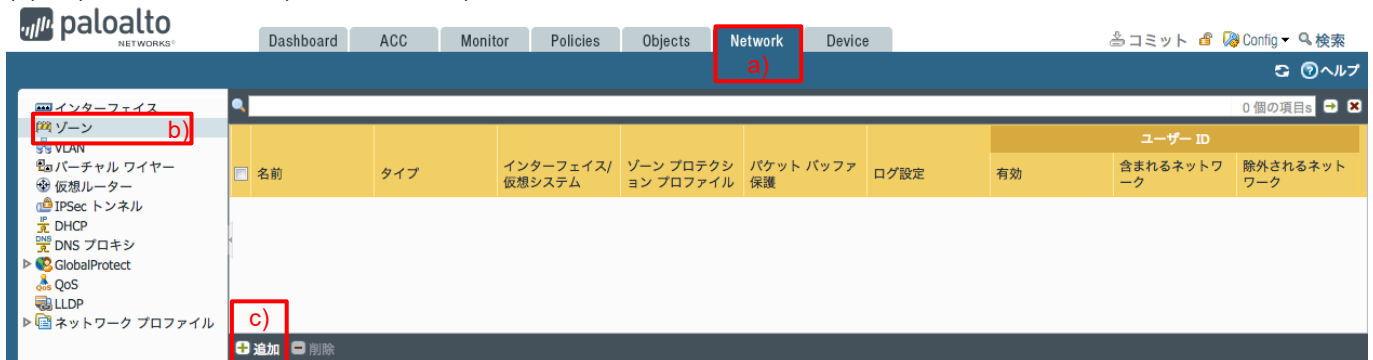 paloalto
NETWORKS®
Dashboard ACC Monitor Policies Objects Network Device
コミット Config 検索
a)
ヘルプ
インターフェイス
0 個の項目s
ゾーン b)
VLAN
バーチャル ワイヤー
仮想ルーター
IPSec トンネル
DHCP
DNS プロキシ
GlobalProtect
QoS
LLDP
ネットワーク プロファイル
ユーザー ID
名前
タイプ
インターフェイス/
仮想システム
ゾーン プロテクシ
ョン プロファイル
パケット バッファ
保護
ログ設定
有効
含まれるネットワ
ーク
除外されるネット
ワーク
c)
追加 削除